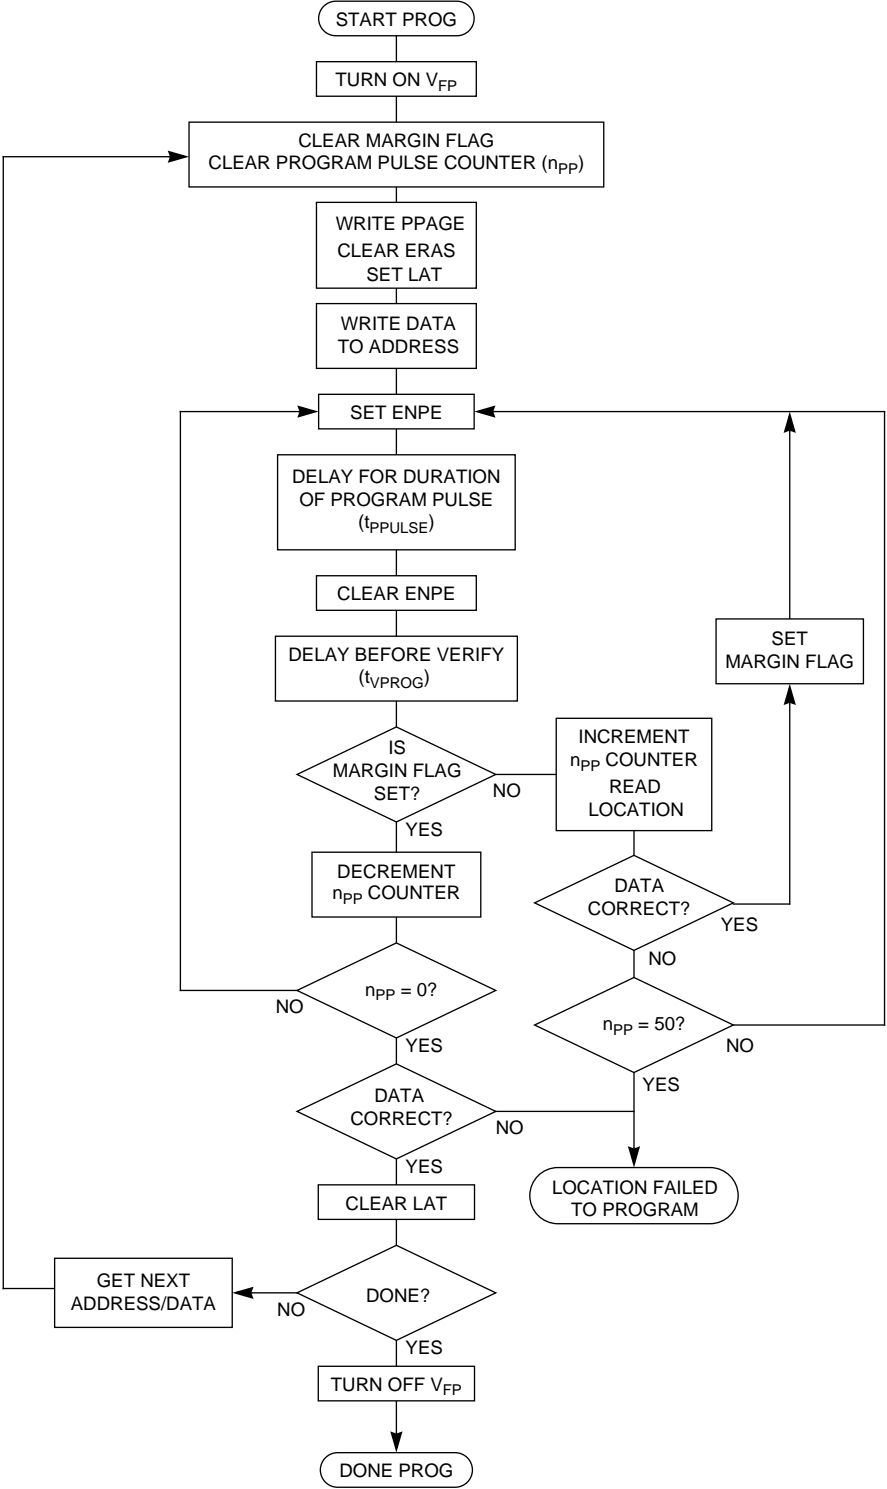 START PROG
TURN ON VFP
CLEAR MARGIN FLAG
CLEAR PROGRAM PULSE COUNTER (nPP)
WRITE PPAGE
CLEAR ERAS
SET LAT
WRITE DATA
TO ADDRESS
SET ENPE
DELAY FOR DURATION
OF PROGRAM PULSE
(tPPULSE)
CLEAR ENPE
DELAY BEFORE VERIFY
(tVPROG)
SET
MARGIN FLAG
IS
MARGIN FLAG
SET?
NO
YES
INCREMENT
nPP COUNTER
READ
LOCATION
DECREMENT
nPP COUNTER
DATA
CORRECT?
YES
NO
nPP = 0?
NO
YES
nPP = 50?
NO
YES
DATA
CORRECT?
NO
YES
LOCATION FAILED
TO PROGRAM
CLEAR LAT
GET NEXT
ADDRESS/DATA
DONE?
NO
YES
TURN OFF VFP
DONE PROG